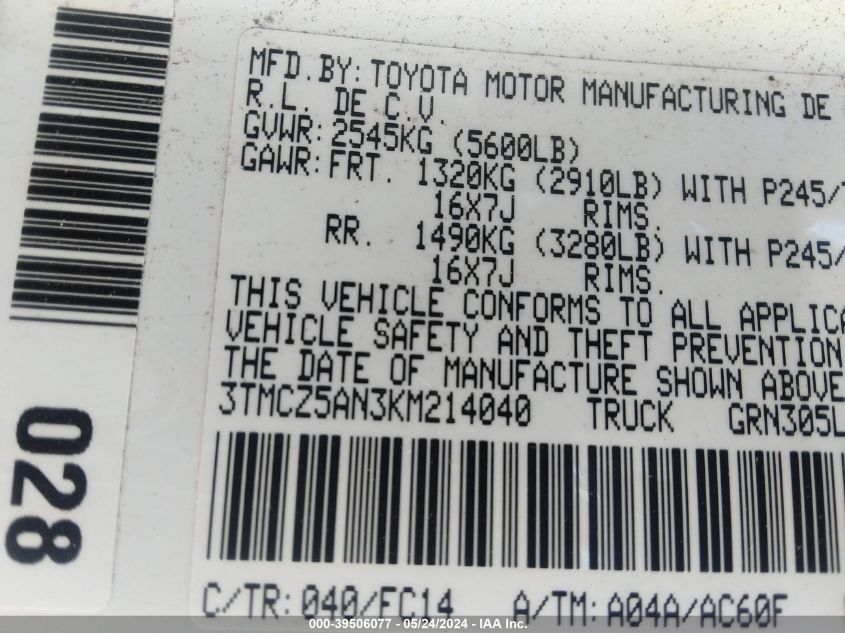 MFD.BY:TOYOTA MOTOR MANUFACTURING DE
R.L. DE C.V.
GVWR:2545KG (5600LB)
GAWR:FRT. 1320KG (2910LB) WITH P245/
16X7J RIMS.
RR. 1490KG (3280LB) WITH P245/
16X7J RIMS.
THIS VEHICLE CONFORMS TO ALL APPLICA
VEHICLE SAFETY AND THEFT PREVENTION
THE DATE OF MANUFACTURE SHOWN ABOVE
3TMCZ5AN3KM214040 TRUCK GRN305L
C/TR:040/FC14 A/TM:A04A/AC60F
028
000-39506077 - 05/24/2024 - IAA Inc.